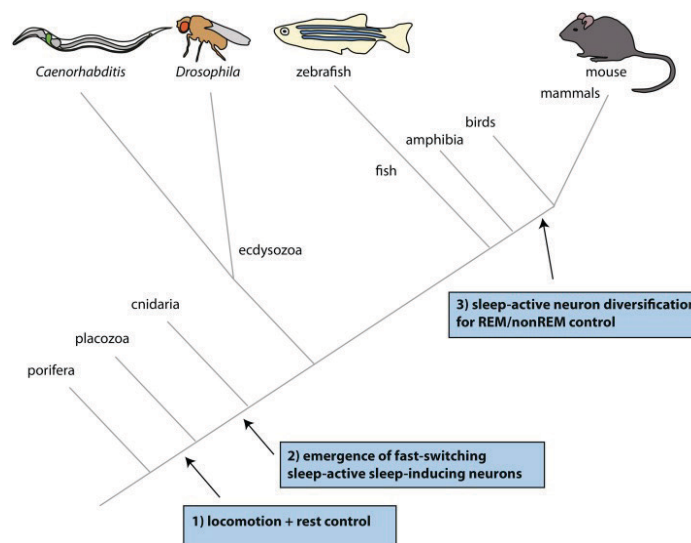 Caenorhabditis
Drosophila
zebrafish
mouse
mammals
birds
amphibia
fish
ecdysozoa
cnidaria
placozoa
porifera
3) sleep-active neuron diversification
for REM/nonREM control
2) emergence of fast-switching
sleep-active sleep-inducing neurons
1) locomotion + rest control